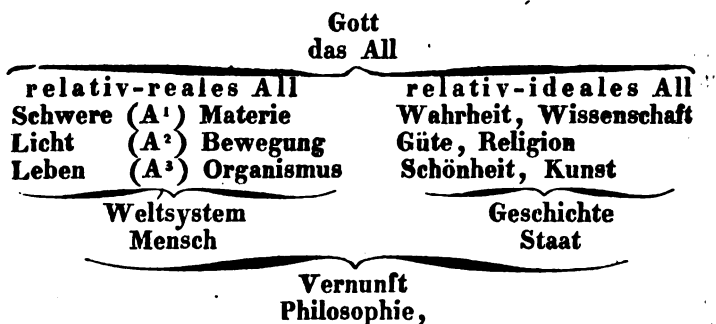 Gott
das All
relativ-reales All relativ-ideales All
Schwere (A¹) Materie Wahrheit, Wissenschaft
Licht (A²) Bewegung Güte, Religion
Leben (A³) Organismus Schönheit, Kunst
Weltsystem Geschichte
Mensch Staat
Vernunft
Philosophie,